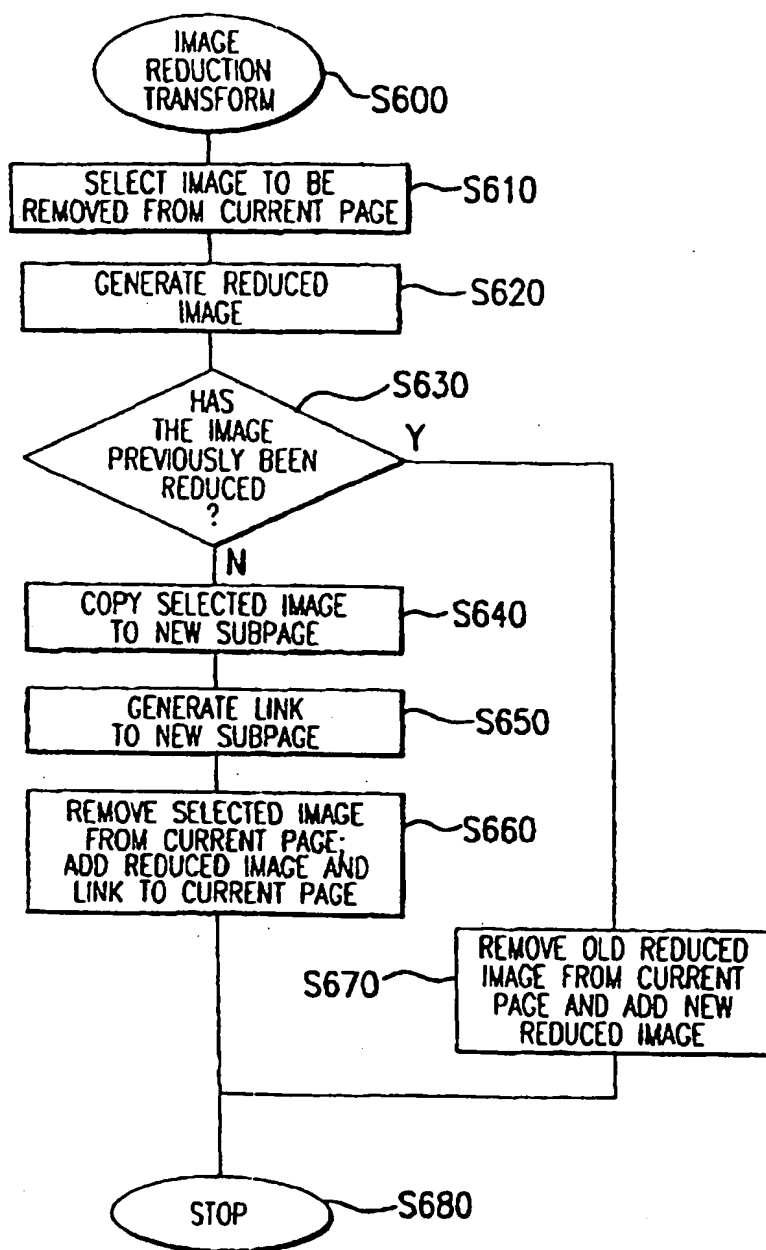 IMAGE
REDUCTION
TRANSFORM
S600
SELECT IMAGE TO BE
REMOVED FROM CURRENT PAGE
S610
GENERATE REDUCED
IMAGE
S620
S630
HAS
THE IMAGE
PREVIOUSLY BEEN
REDUCED
?
Y
N
COPY SELECTED IMAGE
TO NEW SUBPAGE
S640
GENERATE LINK
TO NEW SUBPAGE
S650
REMOVE SELECTED IMAGE
FROM CURRENT PAGE;
ADD REDUCED IMAGE AND
LINK TO CURRENT PAGE
S660
S670
REMOVE OLD REDUCED
IMAGE FROM CURRENT
PAGE AND ADD NEW
REDUCED IMAGE
STOP
S680